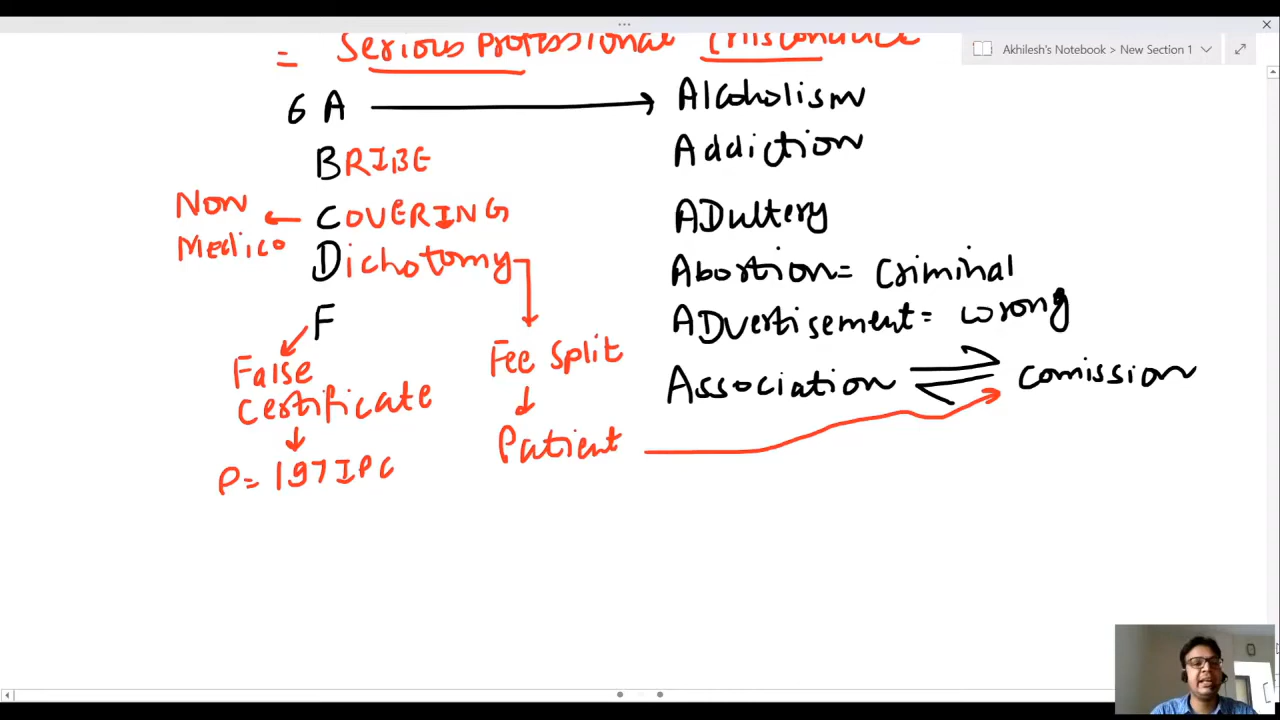 Akhilesh's Notebook > New Section 1
= Serious Professional Misconduct
6 A → Alcoholism
BRIBE
Addiction
Non Medico ← COVERING
ADultery
Dichotomy
Abortion = Criminal
F
ADvertisement = wrong
Fee Split
False Certificate
Association ⇌ comission
Patient
P = 197 IPC